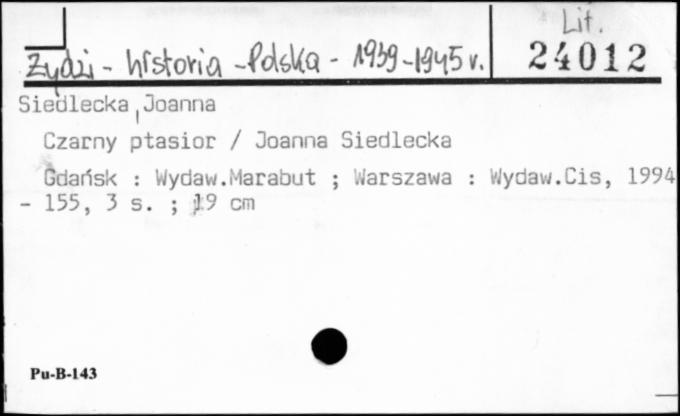 Lit.
Żydzi - historia - Polska - 1939-1945 v. 24012
Siedlecka, Joanna
Czarny ptasior / Joanna Siedlecka
Gdańsk : Wydaw.Marabut ; Warszawa : Wydaw.Cis, 1994
- 155, 3 s. ; 19 cm
Pu-B-143